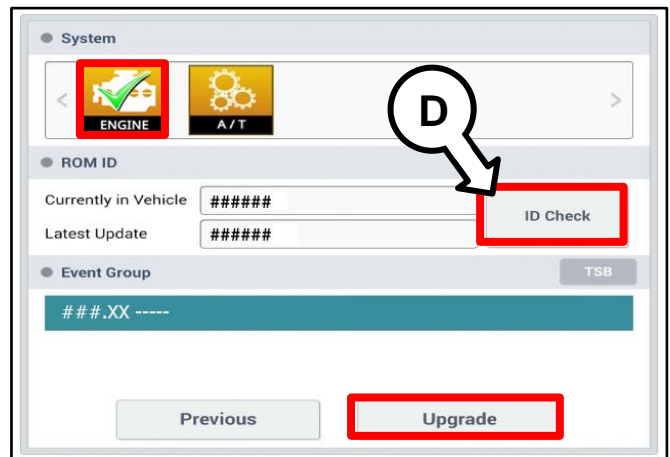 System
ENGINE
A/T
D
ROM ID
Currently in Vehicle ######
ID Check
Latest Update ######
Event Group TSB
###.XX -----
Previous Upgrade